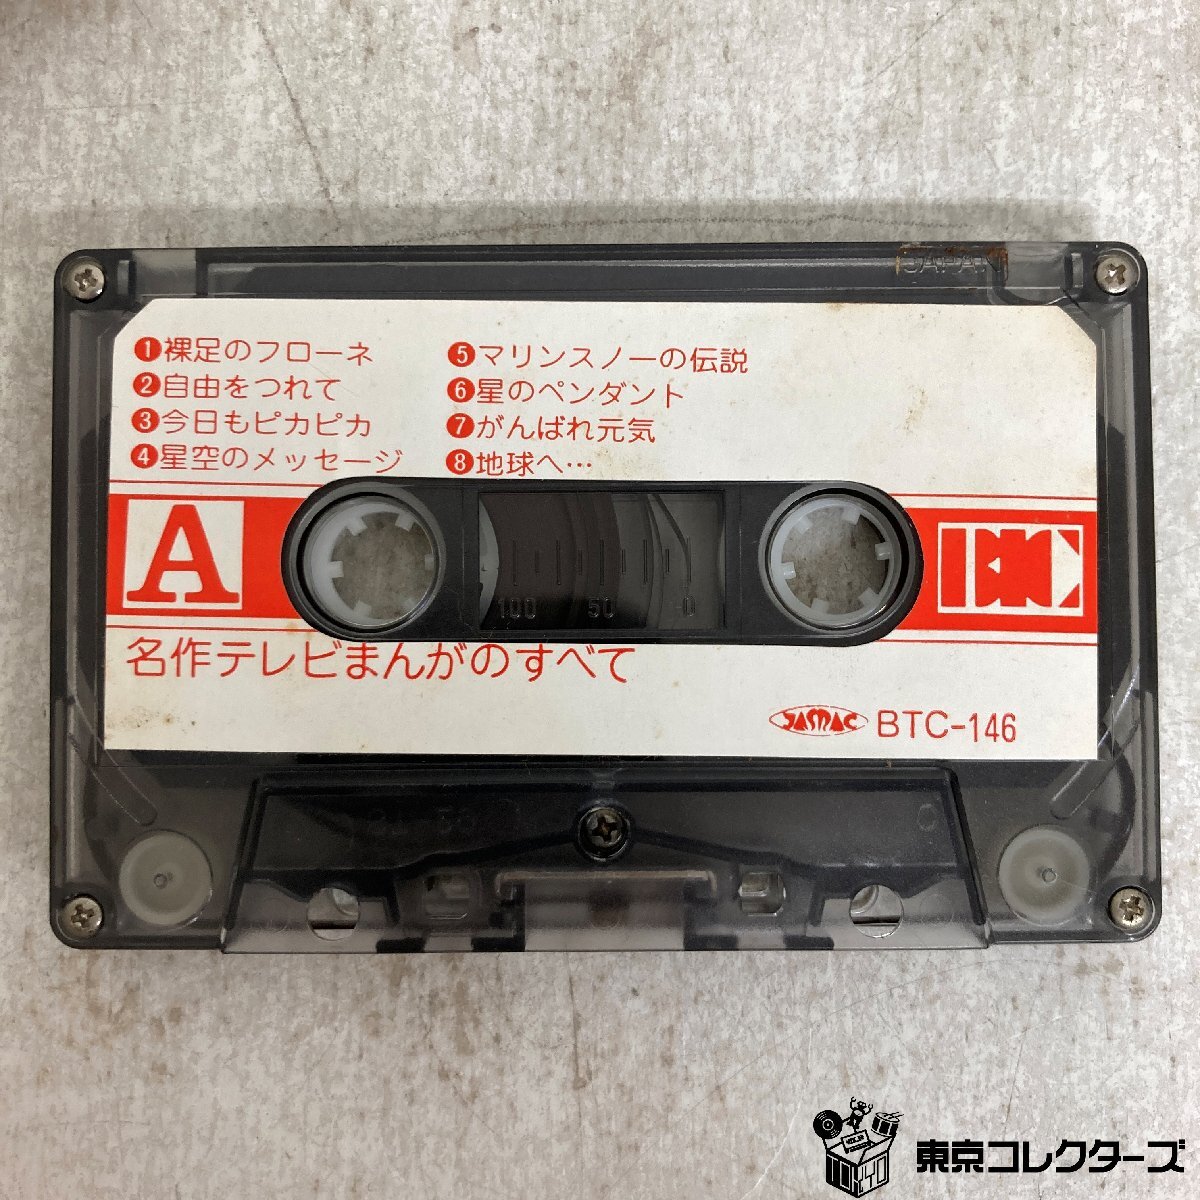 JAPAN
❶裸足のフローネ
❷自由をつれて
❸今日もピカピカ
❹星空のメッセージ
❺マリンスノーの伝説
❻星のペンダント
❼がんばれ元気
❽地球へ…
A
100 50 0
名作テレビまんがのすべて
JASRAC BTC-146
東京コレクターズ